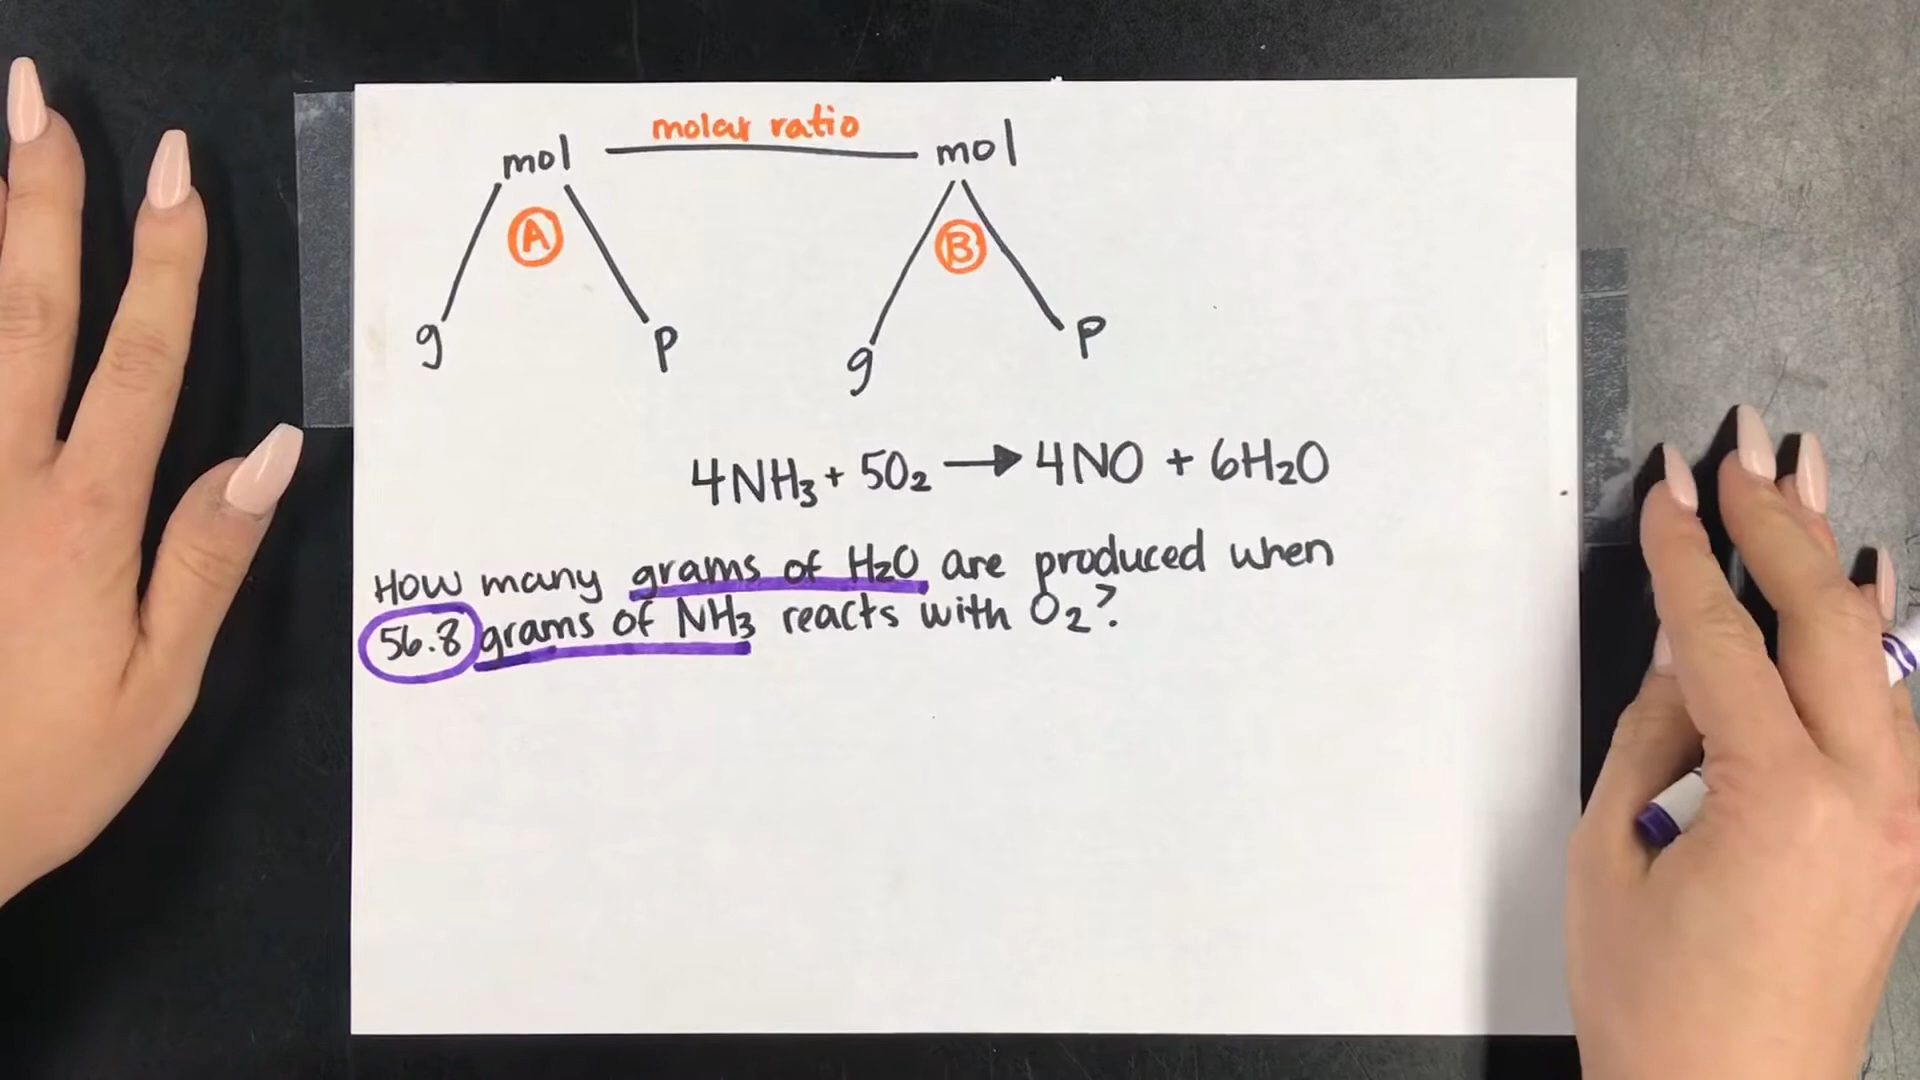 molar ratio
mol mol
A B
g p g p
4NH₃ + 5O₂ → 4NO + 6H₂O
How many grams of H₂O are produced when
56.8 grams of NH₃ reacts with O₂?